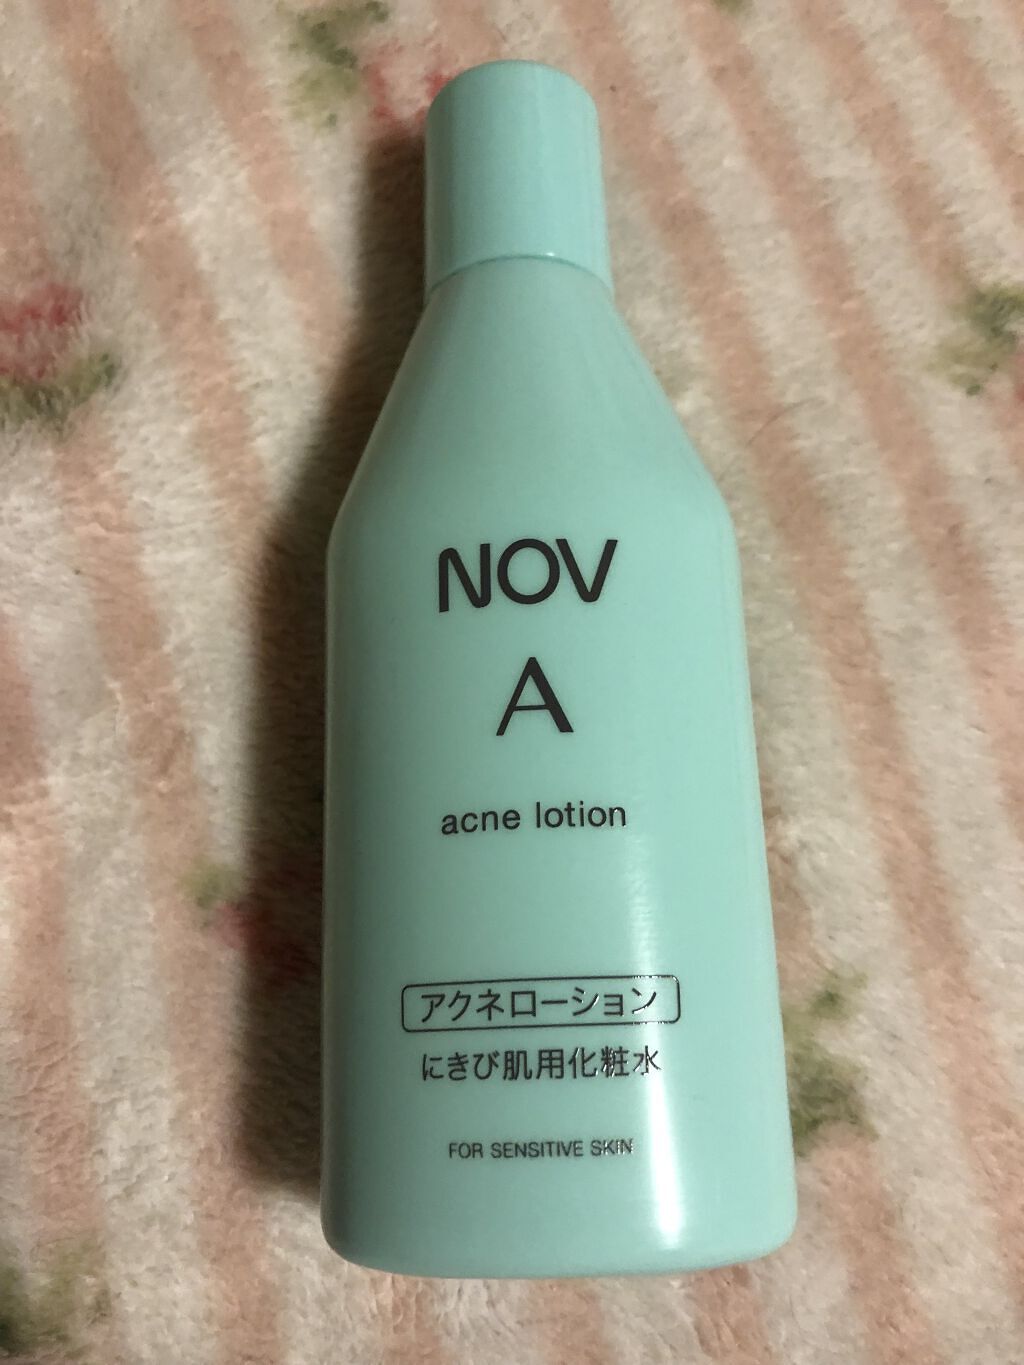 NOV
A
acne lotion
アクネローション
にきび肌用化粧水
FOR SENSITIVE SKIN